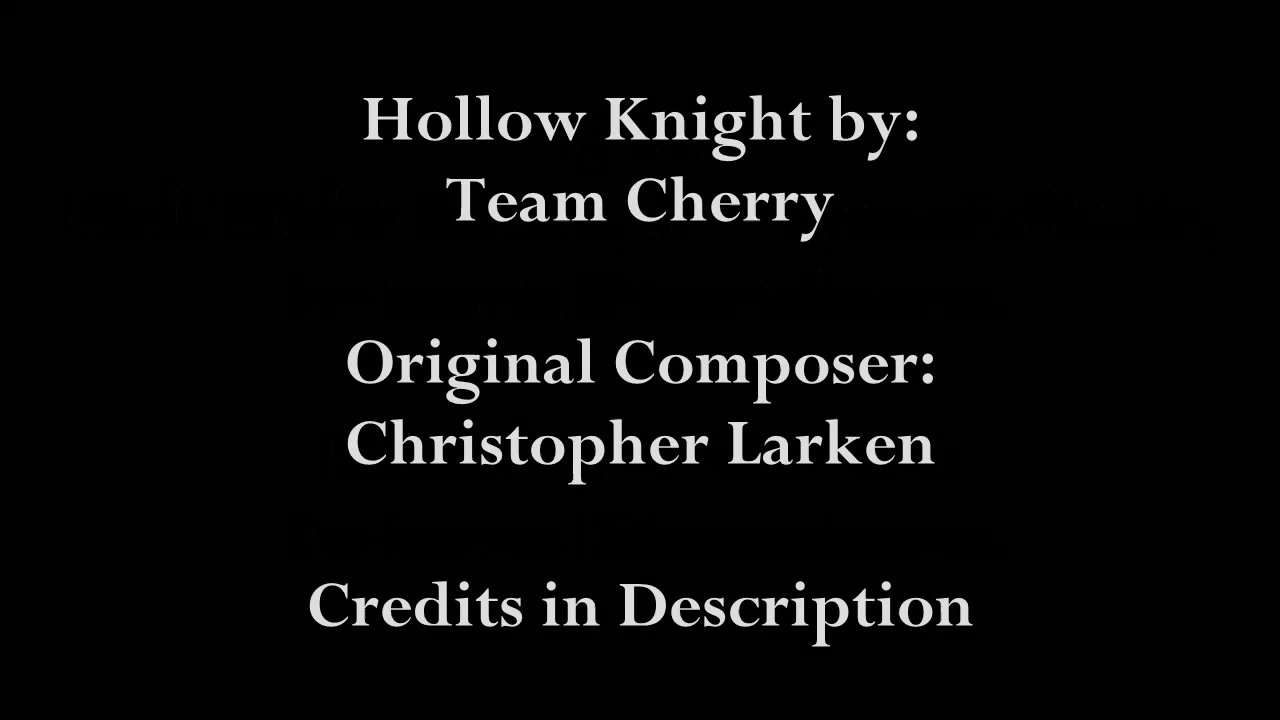 Hollow Knight by:
Team Cherry
Original Composer:
Christopher Larken
Credits in Description